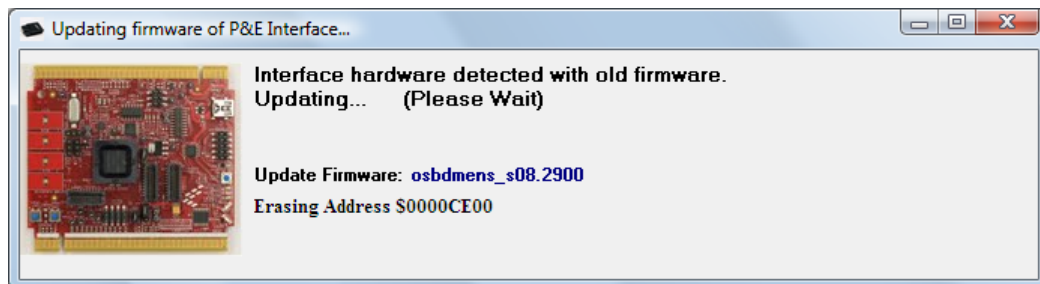 Updating firmware of P&E Interface...
Interface hardware detected with old firmware.
Updating... (Please Wait)
Update Firmware: osbdmens_s08.2900
Erasing Address $0000CE00